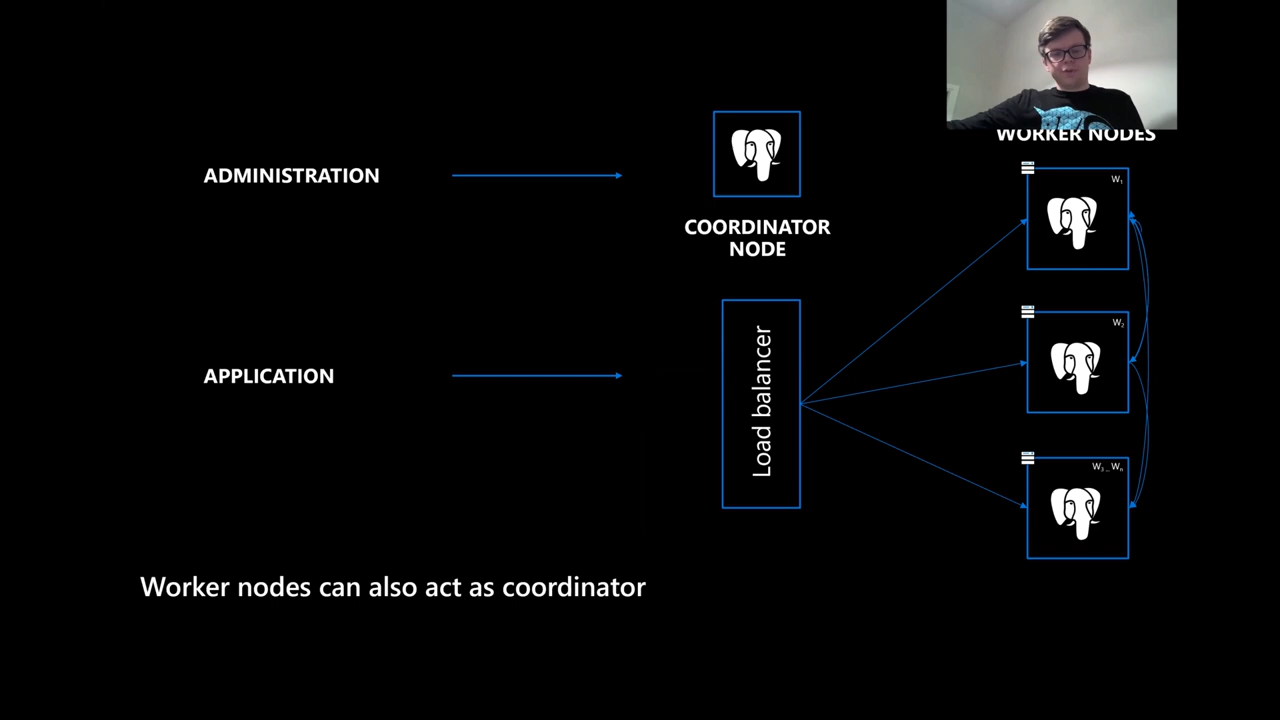 WORKER NODES
W₁
ADMINISTRATION
COORDINATOR
NODE
W₂
Load balancer
APPLICATION
W₃ _ Wₙ
Worker nodes can also act as coordinator